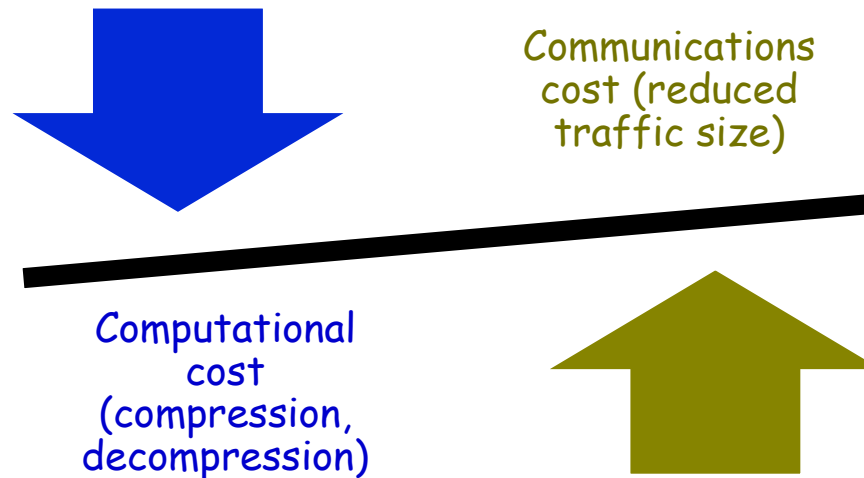 Communications
cost (reduced
traffic size)
Computational
cost
(compression,
decompression)